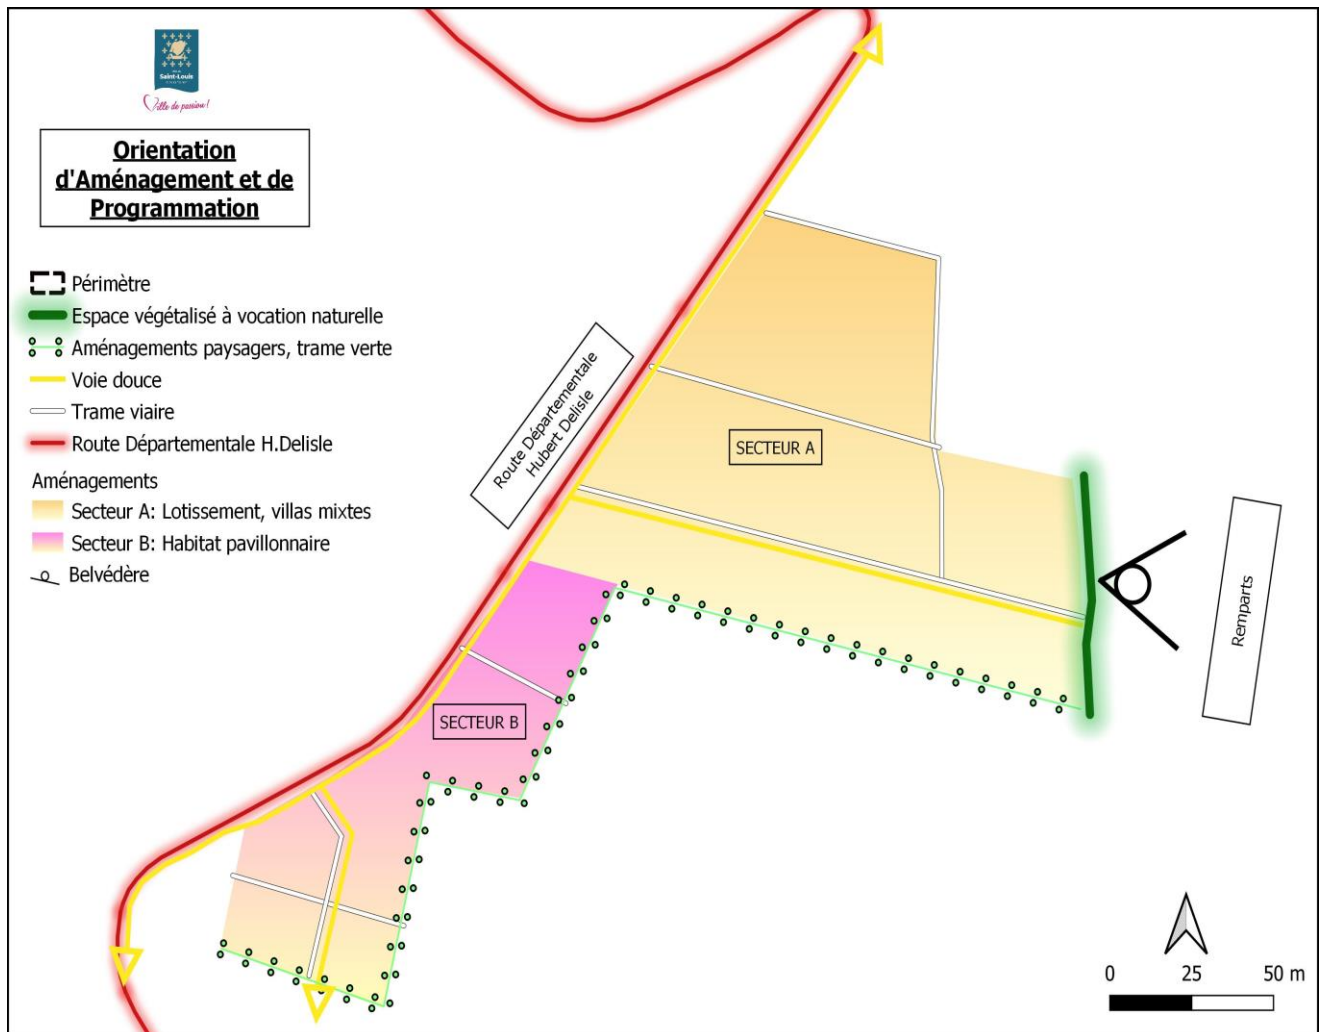 Saint-Louis
Ville de passion!
Orientation
d'Aménagement et de
Programmation
Périmètre
Espace végétalisé à vocation naturelle
Aménagements paysagers, trame verte
Voie douce
Trame viaire
Route Départementale H.Delisle
Aménagements
Secteur A: Lotissement, villas mixtes
Secteur B: Habitat pavillonnaire
Belvédère
Route Départementale
Hubert Delisle
SECTEUR A
SECTEUR B
Remparts
0 25 50 m